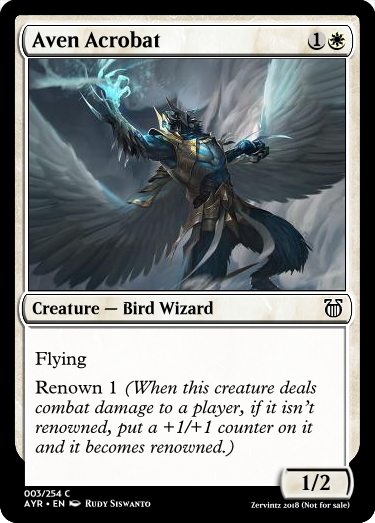 Aven Acrobat 1
Creature — Bird Wizard
Flying
Renown 1 (When this creature deals
combat damage to a player, if it isn't
renowned, put a +1/+1 counter on it
and it becomes renowned.)
1/2
003/254 C
AYR • EN Rudy Siswanto
Zervintz 2018 (Not for sale)